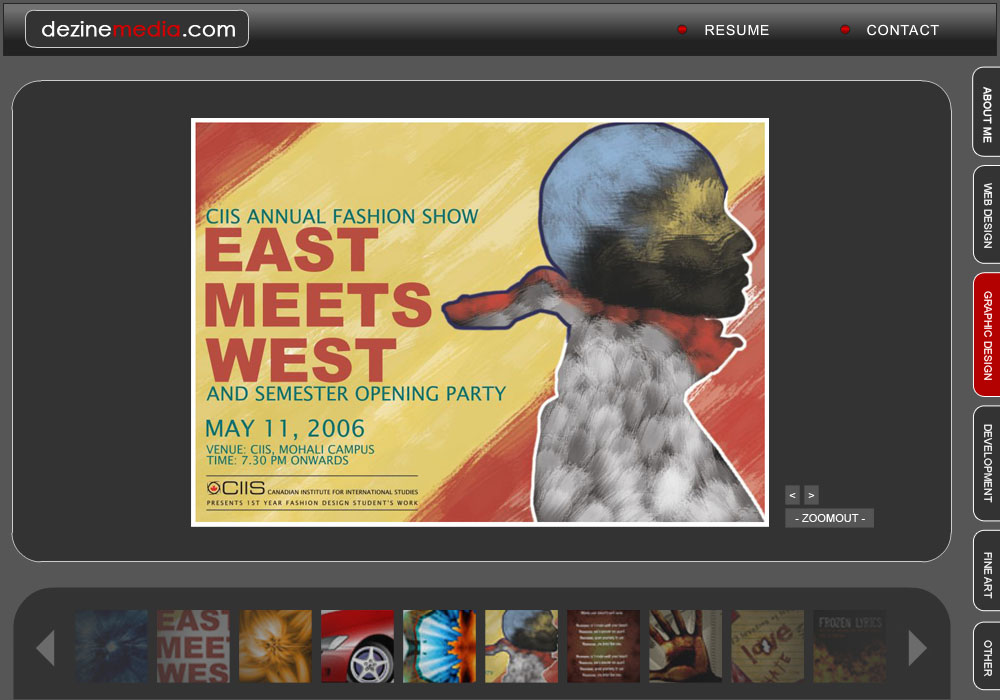 dezinemedia.com
RESUME
CONTACT
ABOUT ME
WEB DESIGN
GRAPHIC DESIGN
DEVELOPMENT
FINE ART
OTHER
CIIS ANNUAL FASHION SHOW
EAST
MEETS
WEST
AND SEMESTER OPENING PARTY
MAY 11, 2006
VENUE: CIIS, MOHALI CAMPUS
TIME: 7.30 PM ONWARDS
CIIS CANADIAN INSTITUTE FOR INTERNATIONAL STUDIES
PRESENTS 1ST YEAR FASHION DESIGN STUDENT'S WORK
< >
- ZOOMOUT -
EAST
MEE
WES
love
FROZEN LYRICS